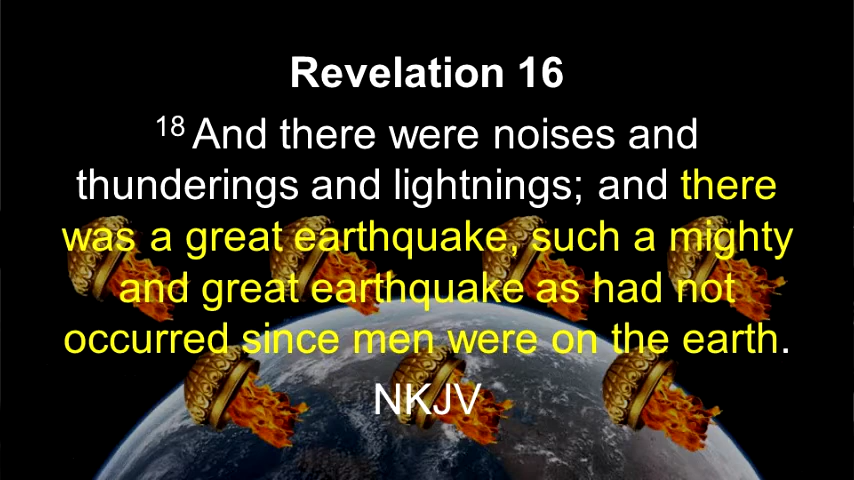 Revelation 16
18 And there were noises and
thunderings and lightnings; and there
was a great earthquake, such a mighty
and great earthquake as had not
occurred since men were on the earth.
NKJV